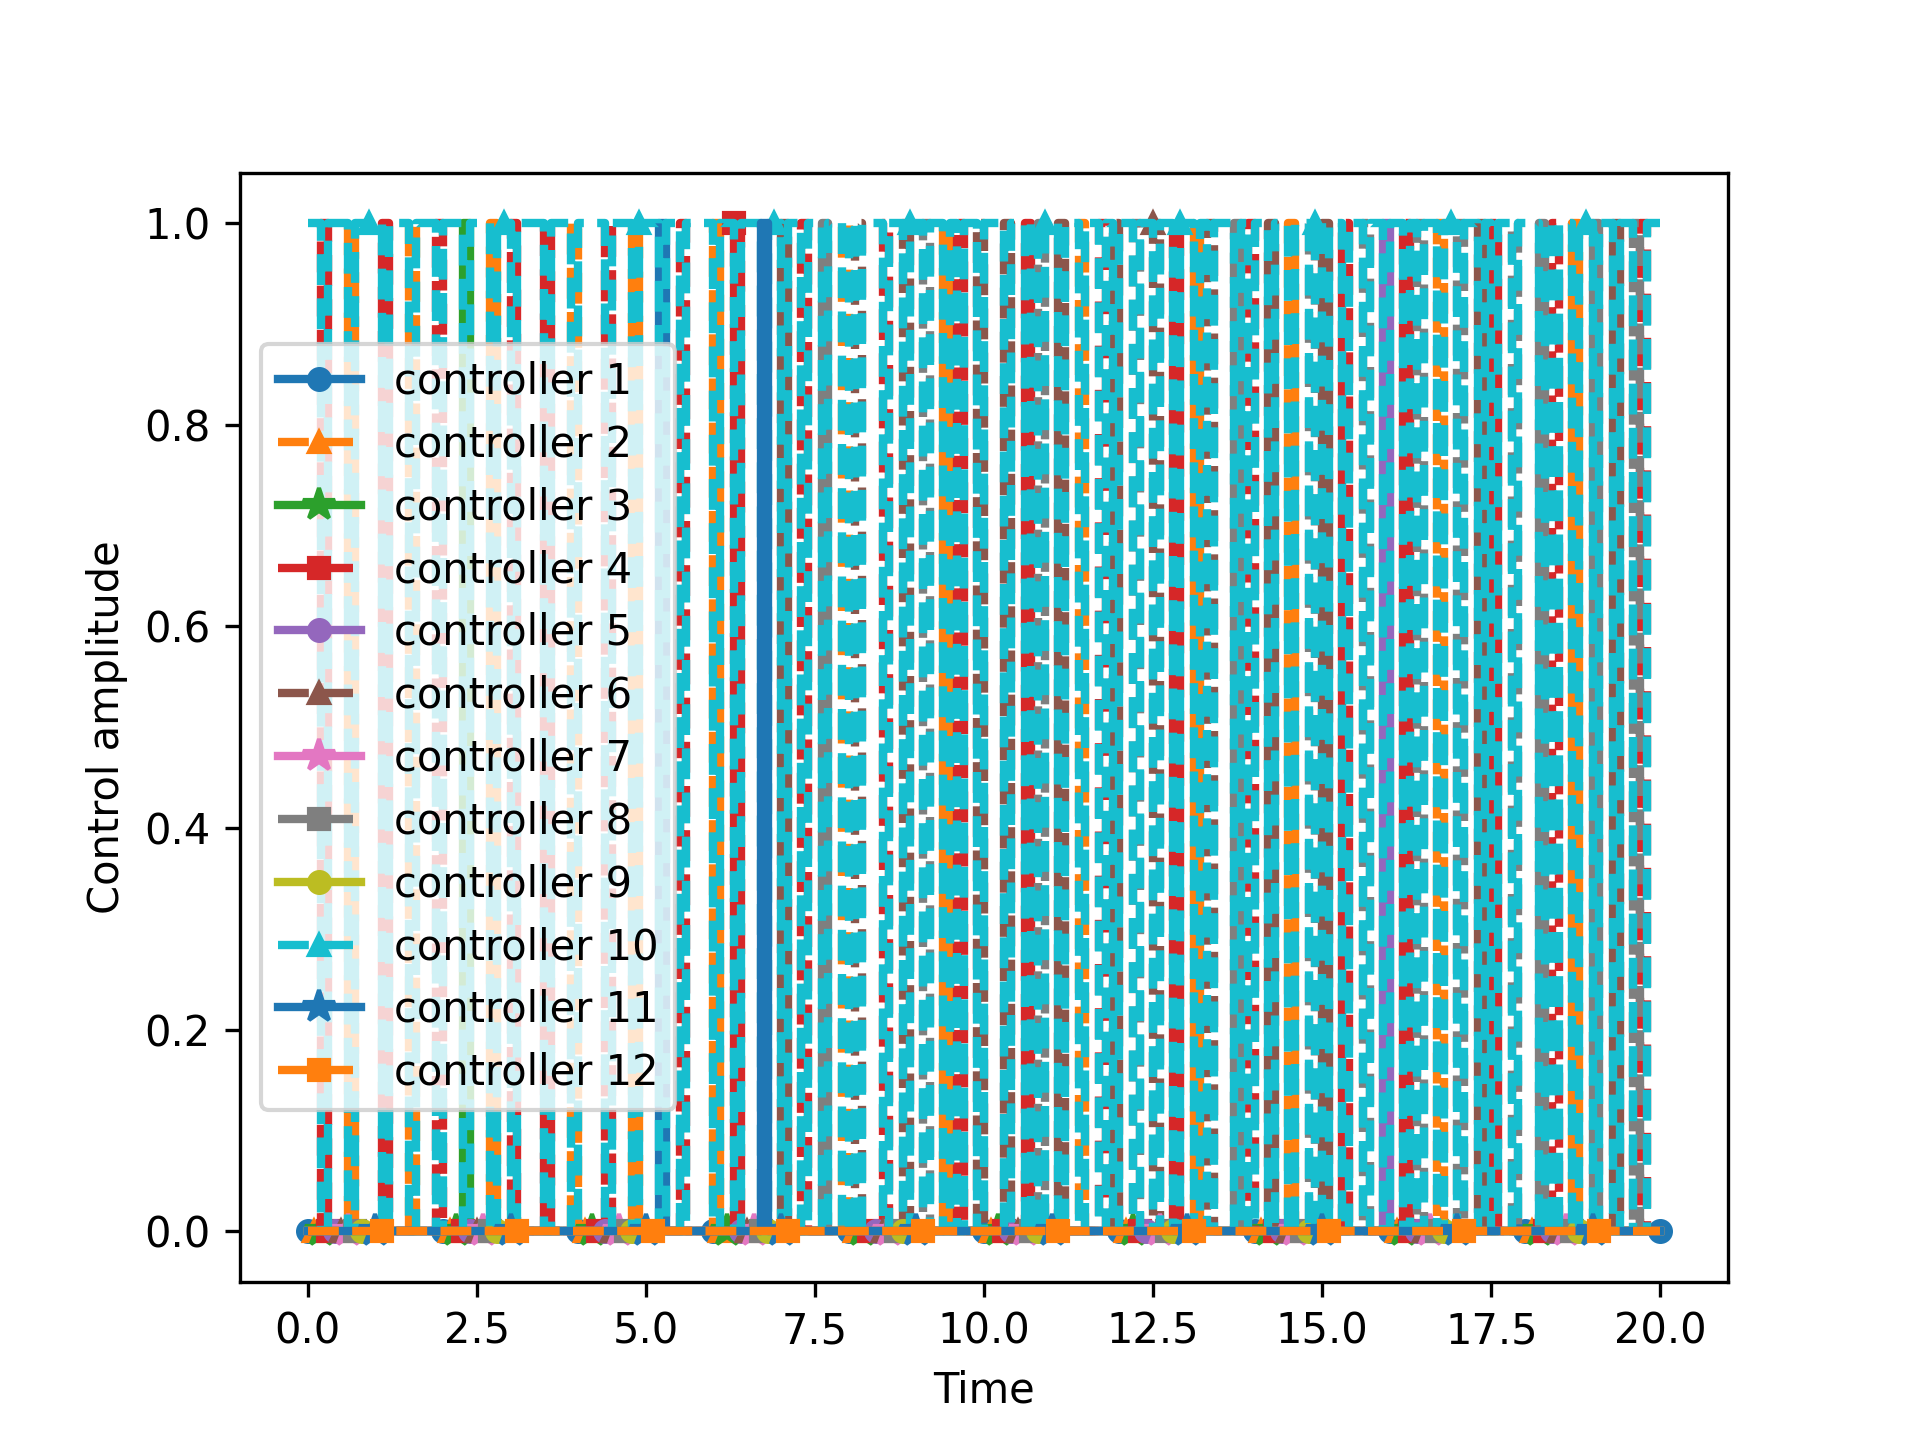 1.0
0.8
0.6
0.4
0.2
0.0
Control amplitude
controller 1
controller 2
controller 3
controller 4
controller 5
controller 6
controller 7
controller 8
controller 9
controller 10
controller 11
controller 12
0.0 2.5 5.0 7.5 10.0 12.5 15.0 17.5 20.0
Time